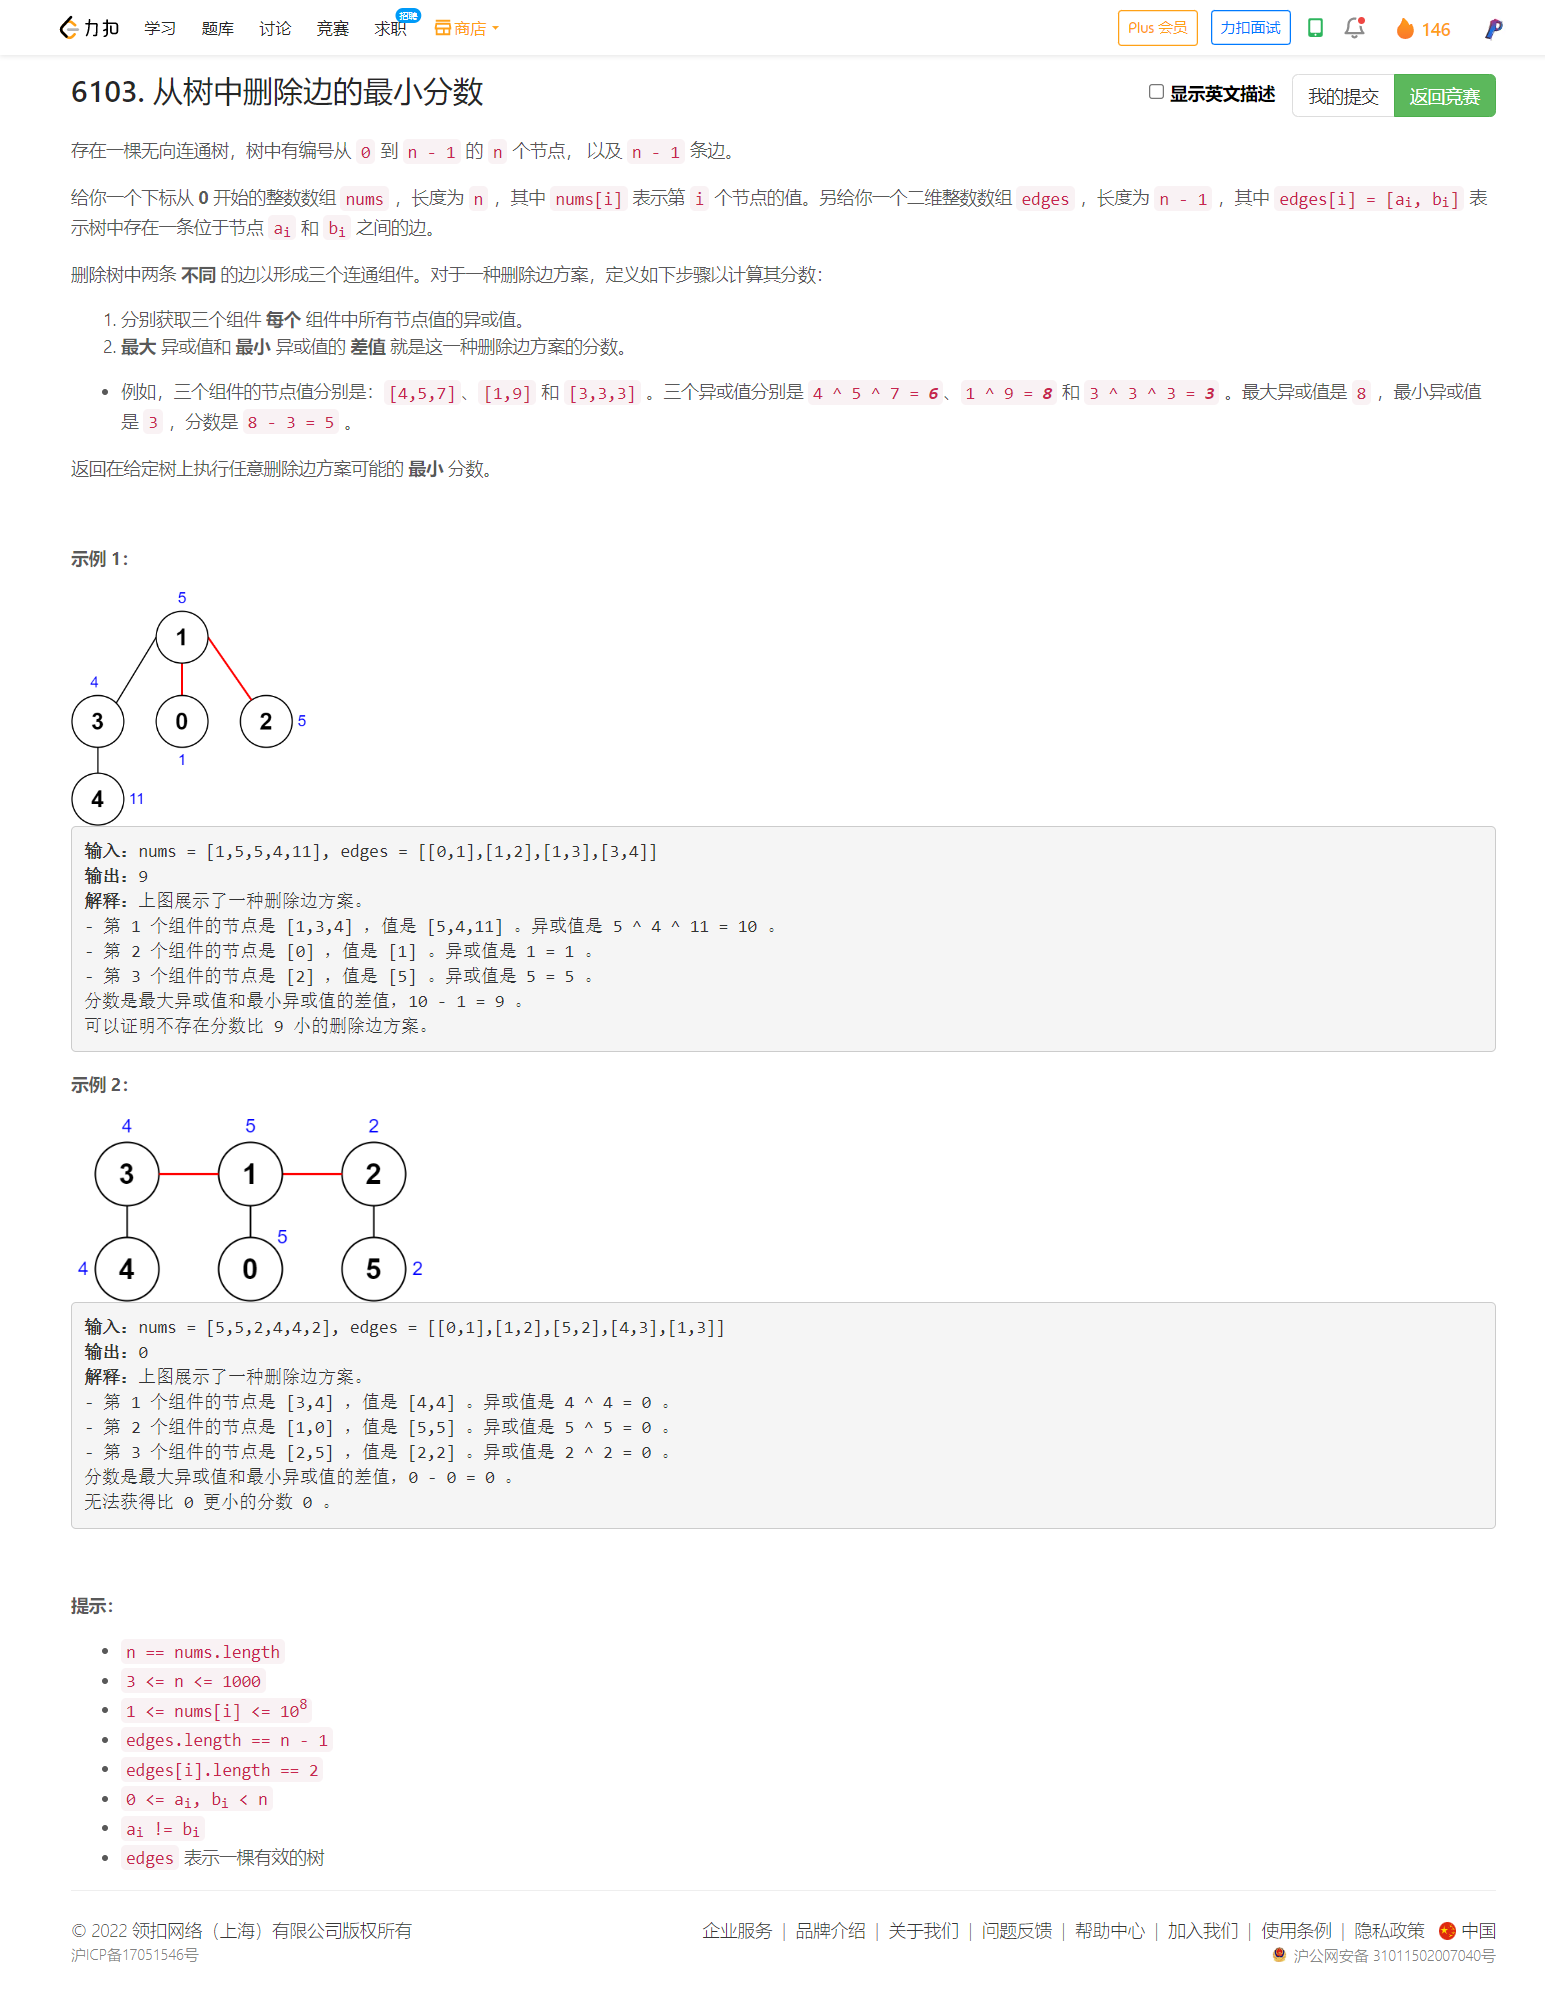 力扣 学习 题库 讨论 竞赛 求职 招聘 商店 Plus 会员 力扣面试 146
6103. 从树中删除边的最小分数 显示英文描述 我的提交 返回竞赛
存在一棵无向连通树，树中有编号从 0 到 n - 1 的 n 个节点， 以及 n - 1 条边。
给你一个下标从 0 开始的整数数组 nums ，长度为 n ，其中 nums[i] 表示第 i 个节点的值。另给你一个二维整数数组 edges ，长度为 n - 1 ，其中 edges[i] = [ai, bi] 表
示树中存在一条位于节点 ai 和 bi 之间的边。
删除树中两条 不同 的边以形成三个连通组件。对于一种删除边方案，定义如下步骤以计算其分数：
1. 分别获取三个组件 每个 组件中所有节点值的异或值。
2. 最大 异或值和 最小 异或值的 差值 就是这一种删除边方案的分数。
• 例如，三个组件的节点值分别是：[4,5,7]、[1,9] 和 [3,3,3] 。三个异或值分别是 4 ^ 5 ^ 7 = 6、1 ^ 9 = 8 和 3 ^ 3 ^ 3 = 3 。最大异或值是 8 ，最小异或值
是 3 ，分数是 8 - 3 = 5 。
返回在给定树上执行任意删除边方案可能的 最小 分数。
示例 1：
5
1
4
3 0 2 5
1
4 11
输入：nums = [1,5,5,4,11], edges = [[0,1],[1,2],[1,3],[3,4]]
输出：9
解释：上图展示了一种删除边方案。
- 第 1 个组件的节点是 [1,3,4] ，值是 [5,4,11] 。异或值是 5 ^ 4 ^ 11 = 10 。
- 第 2 个组件的节点是 [0] ，值是 [1] 。异或值是 1 = 1 。
- 第 3 个组件的节点是 [2] ，值是 [5] 。异或值是 5 = 5 。
分数是最大异或值和最小异或值的差值，10 - 1 = 9 。
可以证明不存在分数比 9 小的删除边方案。
示例 2：
4 5 2
3 1 2
5
4 4 0 5 2
输入：nums = [5,5,2,4,4,2], edges = [[0,1],[1,2],[5,2],[4,3],[1,3]]
输出：0
解释：上图展示了一种删除边方案。
- 第 1 个组件的节点是 [3,4] ，值是 [4,4] 。异或值是 4 ^ 4 = 0 。
- 第 2 个组件的节点是 [1,0] ，值是 [5,5] 。异或值是 5 ^ 5 = 0 。
- 第 3 个组件的节点是 [2,5] ，值是 [2,2] 。异或值是 2 ^ 2 = 0 。
分数是最大异或值和最小异或值的差值，0 - 0 = 0 。
无法获得比 0 更小的分数 0 。
提示：
• n == nums.length
• 3 <= n <= 1000
• 1 <= nums[i] <= 10⁸
• edges.length == n - 1
• edges[i].length == 2
• 0 <= ai, bi < n
• ai != bi
• edges 表示一棵有效的树
© 2022 领扣网络（上海）有限公司版权所有 企业服务 | 品牌介绍 | 关于我们 | 问题反馈 | 帮助中心 | 加入我们 | 使用条例 | 隐私政策 中国
沪ICP备17051546号 沪公网安备 31011502007040号